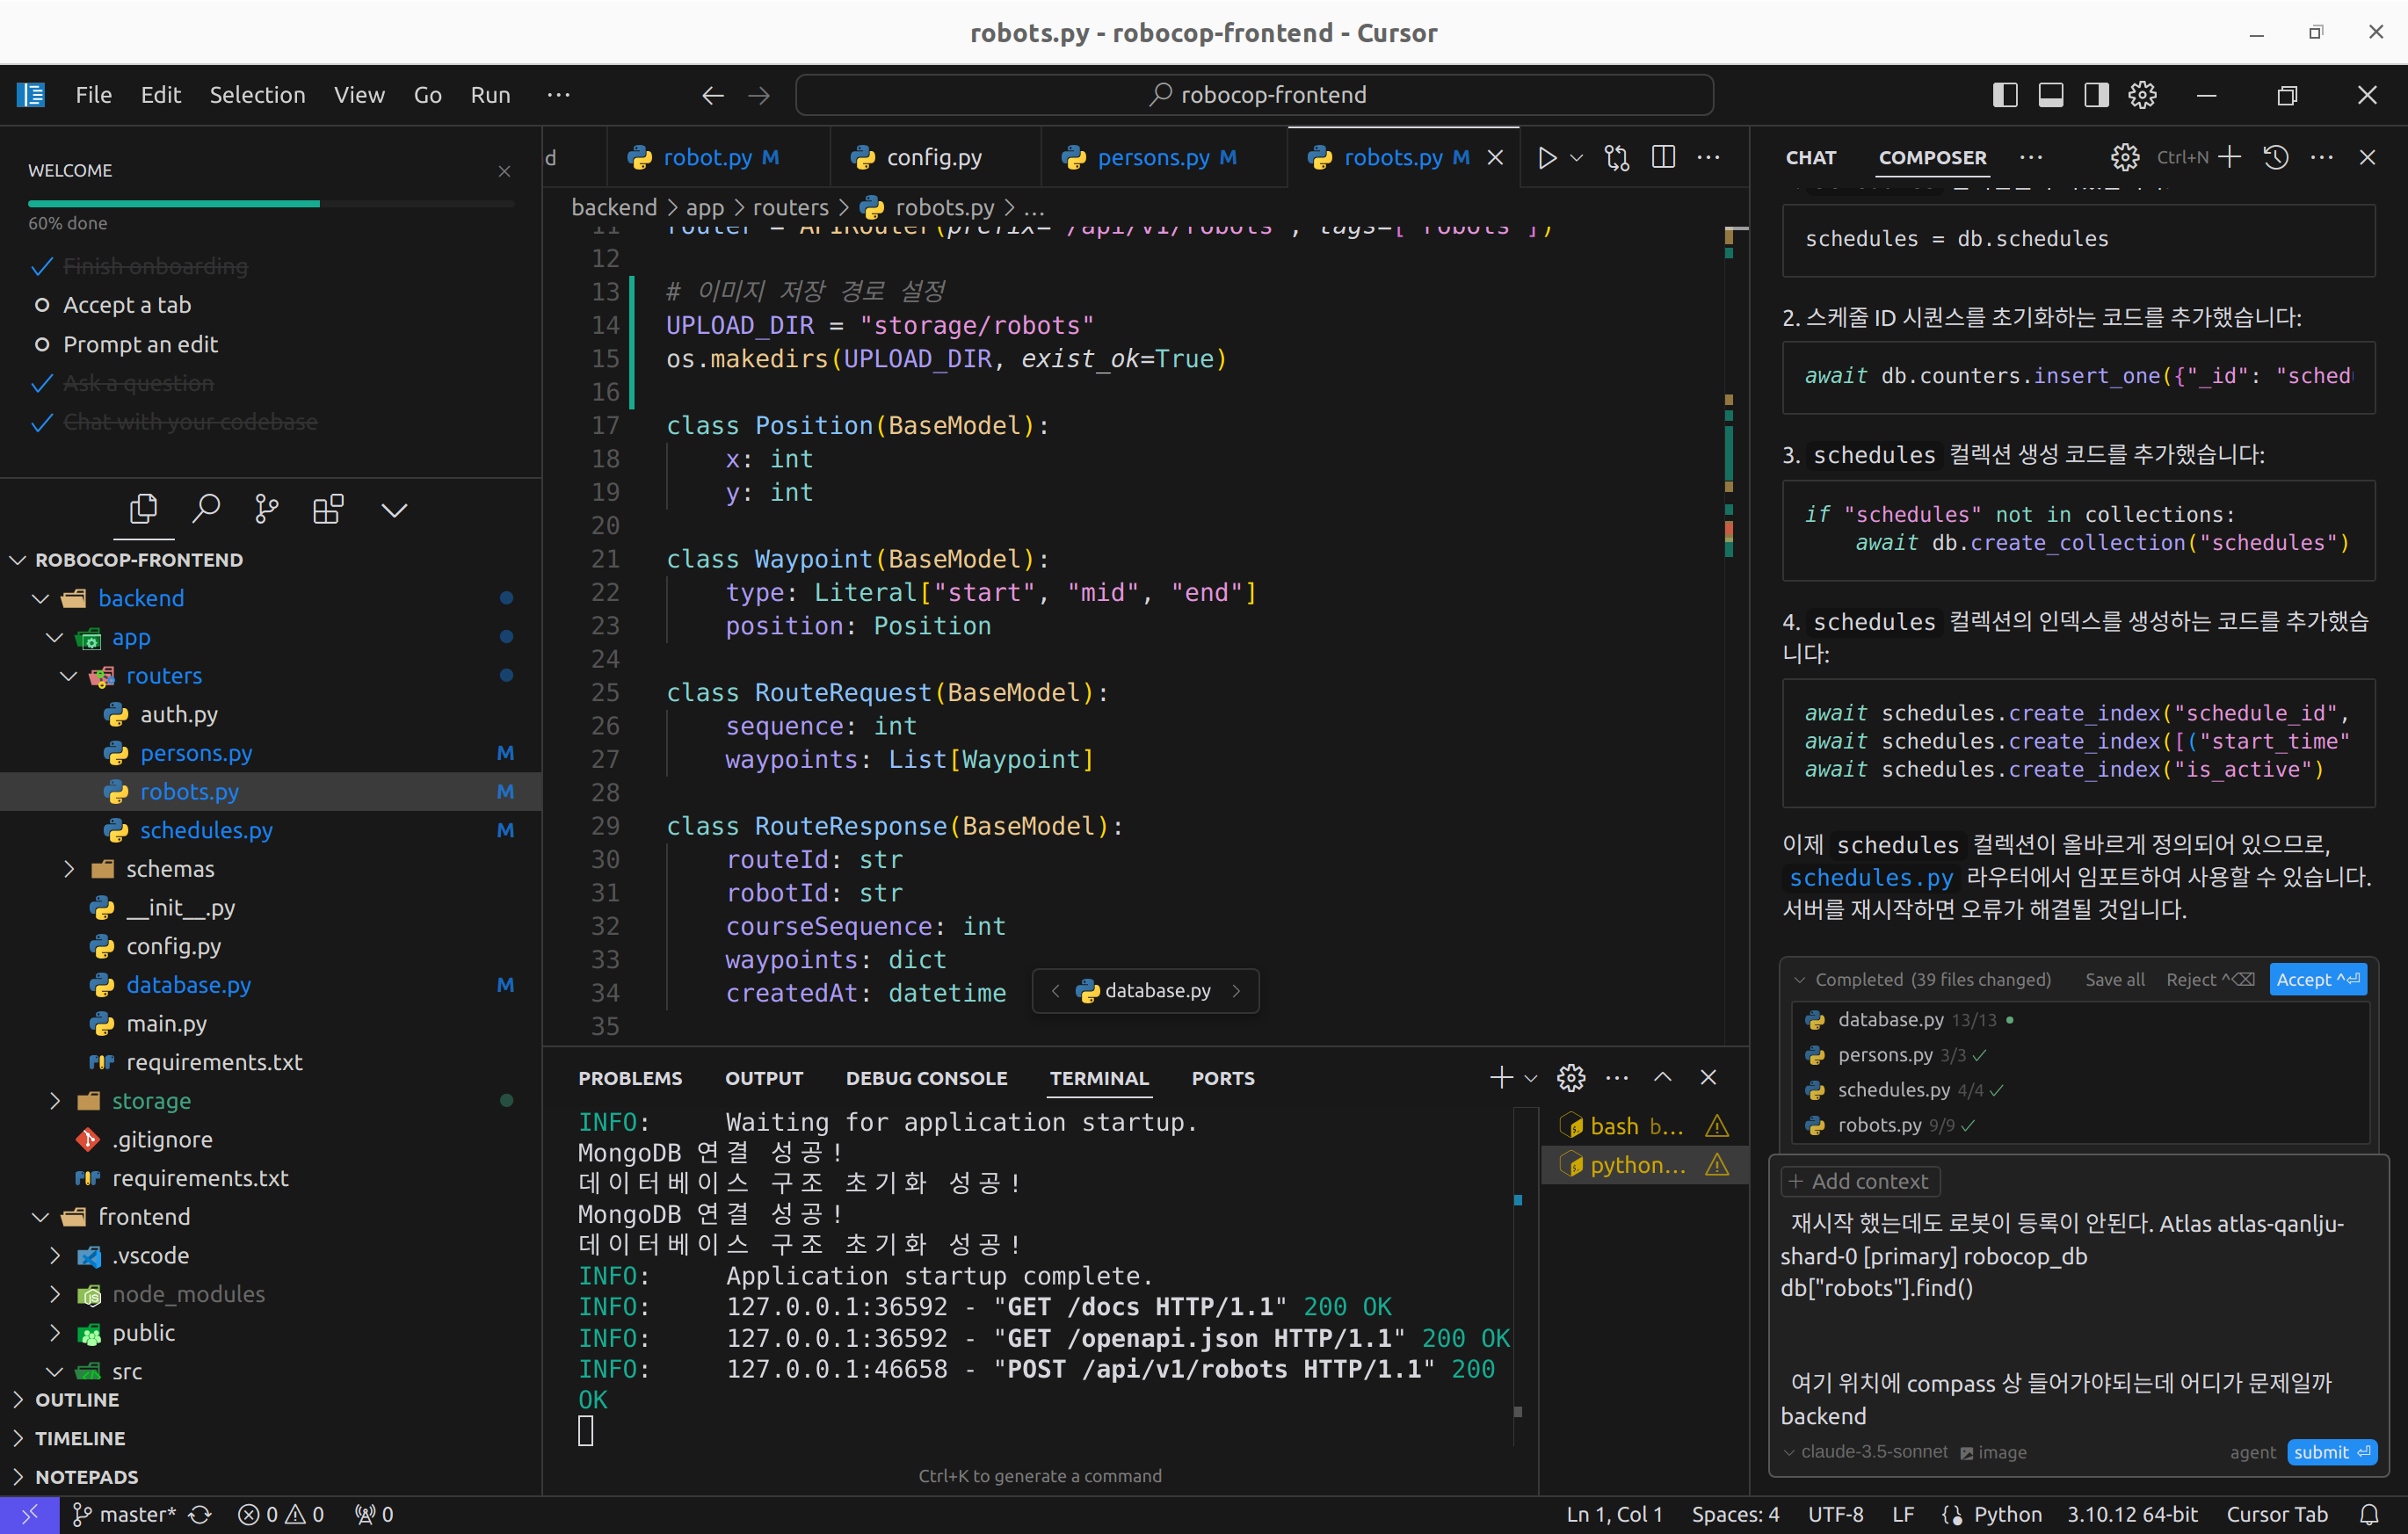 robots.py - robocop-frontend - Cursor
File Edit Selection View Go Run ···
robocop-frontend
WELCOME
60% done
Finish onboarding
Accept a tab
Prompt an edit
Ask a question
Chat with your codebase
ROBOCOP-FRONTEND
backend
app
routers
auth.py
persons.py M
robots.py M
schedules.py M
schemas
__init__.py
config.py
database.py M
main.py
requirements.txt
storage
.gitignore
requirements.txt
frontend
.vscode
node_modules
public
src
OUTLINE
TIMELINE
NOTEPADS
d robot.py M config.py persons.py M robots.py M
backend > app > routers > robots.py > ...
11 router = APIRouter(prefix="/api/v1/robots", tags=["robots"])
12
13 # 이미지 저장 경로 설정
14 UPLOAD_DIR = "storage/robots"
15 os.makedirs(UPLOAD_DIR, exist_ok=True)
16
17 class Position(BaseModel):
18 x: int
19 y: int
20
21 class Waypoint(BaseModel):
22 type: Literal["start", "mid", "end"]
23 position: Position
24
25 class RouteRequest(BaseModel):
26 sequence: int
27 waypoints: List[Waypoint]
28
29 class RouteResponse(BaseModel):
30 routeId: str
31 robotId: str
32 courseSequence: int
33 waypoints: dict
34 createdAt: datetime
35
database.py
PROBLEMS OUTPUT DEBUG CONSOLE TERMINAL PORTS
INFO: Waiting for application startup.
MongoDB 연결 성공!
데이터베이스 구조 초기화 성공!
MongoDB 연결 성공!
데이터베이스 구조 초기화 성공!
INFO: Application startup complete.
INFO: 127.0.0.1:36592 - "GET /docs HTTP/1.1" 200 OK
INFO: 127.0.0.1:36592 - "GET /openapi.json HTTP/1.1" 200 OK
INFO: 127.0.0.1:46658 - "POST /api/v1/robots HTTP/1.1" 200
OK
Ctrl+K to generate a command
bash b...
python...
CHAT COMPOSER ··· Ctrl+N
schedules = db.schedules
2. 스케줄 ID 시퀀스를 초기화하는 코드를 추가했습니다:
await db.counters.insert_one({"_id": "sched
3. schedules 컬렉션 생성 코드를 추가했습니다:
if "schedules" not in collections:
await db.create_collection("schedules")
4. schedules 컬렉션의 인덱스를 생성하는 코드를 추가했습
니다:
await schedules.create_index("schedule_id",
await schedules.create_index([("start_time"
await schedules.create_index("is_active")
이제 schedules 컬렉션이 올바르게 정의되어 있으므로,
schedules.py 라우터에서 임포트하여 사용할 수 있습니다.
서버를 재시작하면 오류가 해결될 것입니다.
Completed (39 files changed) Save all Reject ^⌫ Accept ^⏎
database.py 13/13
persons.py 3/3
schedules.py 4/4
robots.py 9/9
+ Add context
재시작 했는데도 로봇이 등록이 안된다. Atlas atlas-qanlju-
shard-0 [primary] robocop_db
db["robots"].find()
여기 위치에 compass 상 들어가야되는데 어디가 문제일까
backend
claude-3.5-sonnet image agent submit ⏎
master* 0 0 0 Ln 1, Col 1 Spaces: 4 UTF-8 LF Python 3.10.12 64-bit Cursor Tab